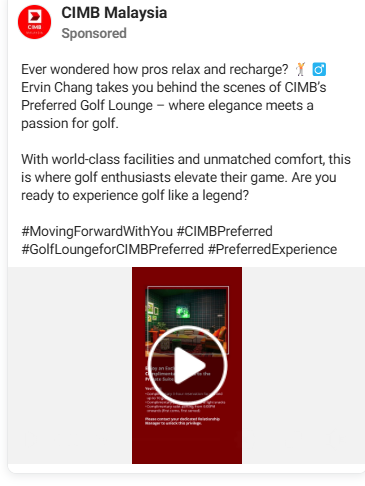 CIMB Malaysia
Sponsored
Ever wondered how pros relax and recharge? 🏌️ ♂️
Ervin Chang takes you behind the scenes of CIMB's
Preferred Golf Lounge – where elegance meets a
passion for golf.
With world-class facilities and unmatched comfort, this
is where golf enthusiasts elevate their game. Are you
ready to experience golf like a legend?
#MovingForwardWithYou #CIMBPreferred
#GolfLoungeforCIMBPreferred #PreferredExperience
Please contact your dedicated Relationship
Manager to unlock this privilege.